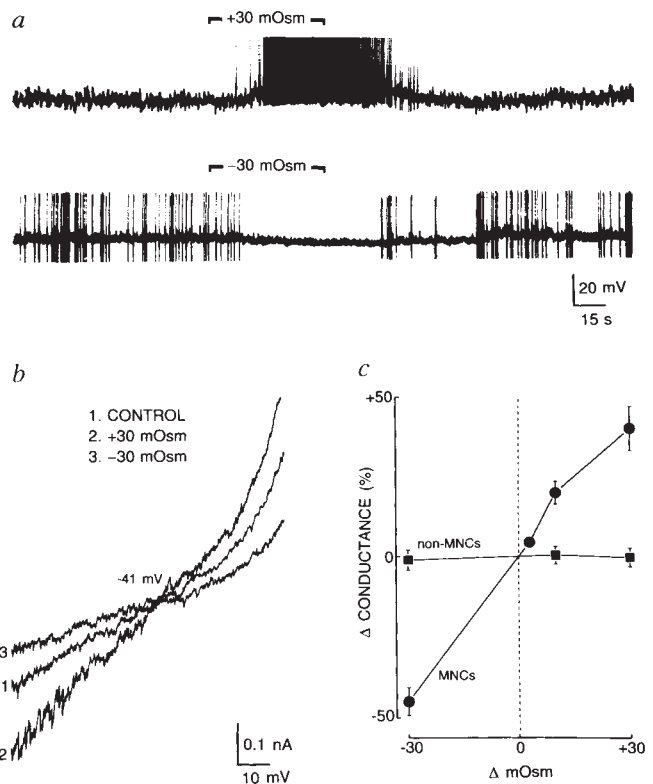 a
+30 mOsm
−30 mOsm
20 mV
15 s
b
1. CONTROL
2. +30 mOsm
3. −30 mOsm
-41 mV
3
1
2
0.1 nA
10 mV
c
+50
0
-50
Δ CONDUCTANCE (%)
non-MNCs
MNCs
-30
0
+30
Δ mOsm